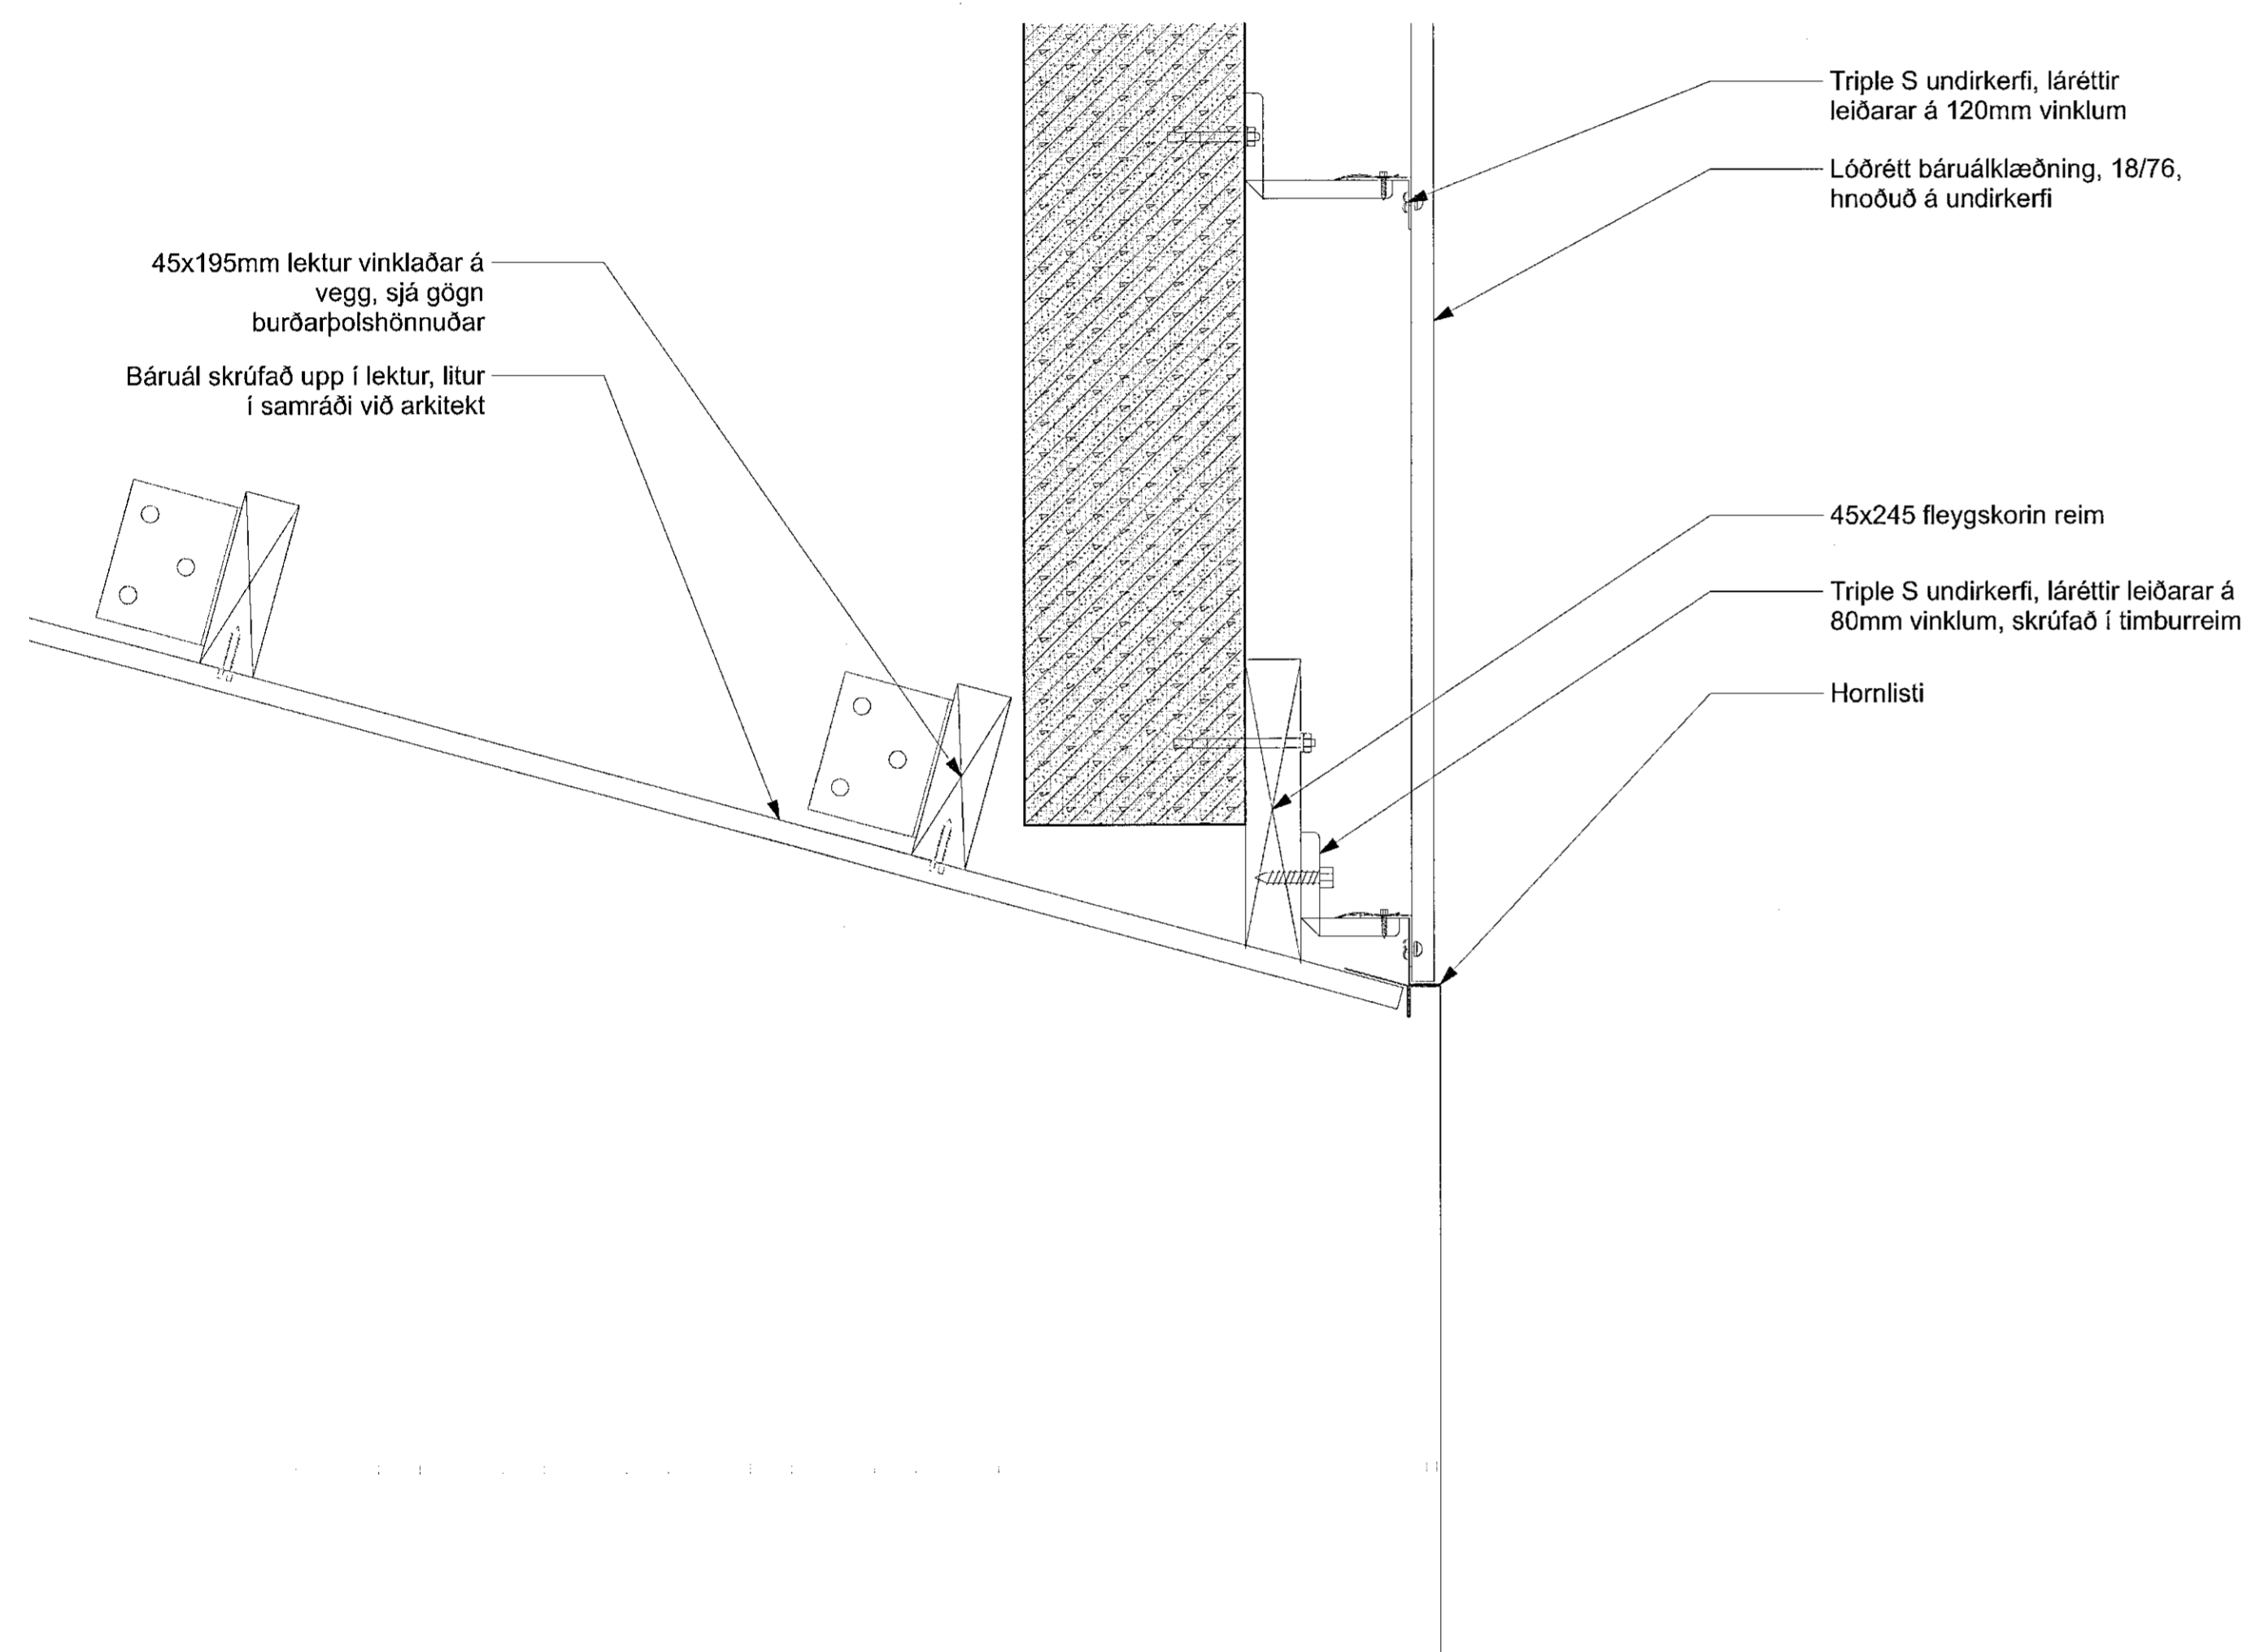 45x195mm lektur vinklaðar á
vegg, sjá gögn
burðarþolshönnuðar
Báruál skrúfað upp í lektur, litur
í samráði við arkitekt
Triple S undirkerfi, láréttir
leiðarar á 120mm vinklum
Lóðrétt báruálklæðning, 18/76,
hnoðuð á undirkerfi
45x245 fleygskorin reim
Triple S undirkerfi, láréttir leiðarar á
80mm vinklum, skrúfað í timburreim
Hornlisti